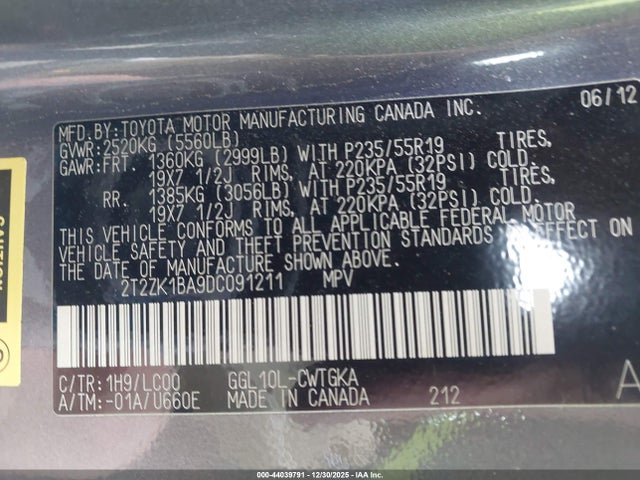 MFD.BY:TOYOTA MOTOR MANUFACTURING CANADA INC. 06/12
GVWR:2520KG (5560LB)
GAWR:FRT. 1360KG (2999LB) WITH P235/55R19 TIRES,
19X7 1/2J RIMS, AT 220KPA (32PSI) COLD.
RR. 1385KG (3056LB) WITH P235/55R19 TIRES,
19X7 1/2J RIMS, AT 220KPA (32PSI) COLD.
THIS VEHICLE CONFORMS TO ALL APPLICABLE FEDERAL MOTOR
VEHICLE SAFETY AND THEFT PREVENTION STANDARDS IN EFFECT ON
THE DATE OF MANUFACTURE SHOWN ABOVE.
2T2ZK1BA9DC091211 MPV
C/TR:1H9/LC00 GGL10L-CWTGKA
A/TM:-01A/U660E MADE IN CANADA 212
A
CAUTION
000-44039791 - 12/30/2025 - IAA Inc.